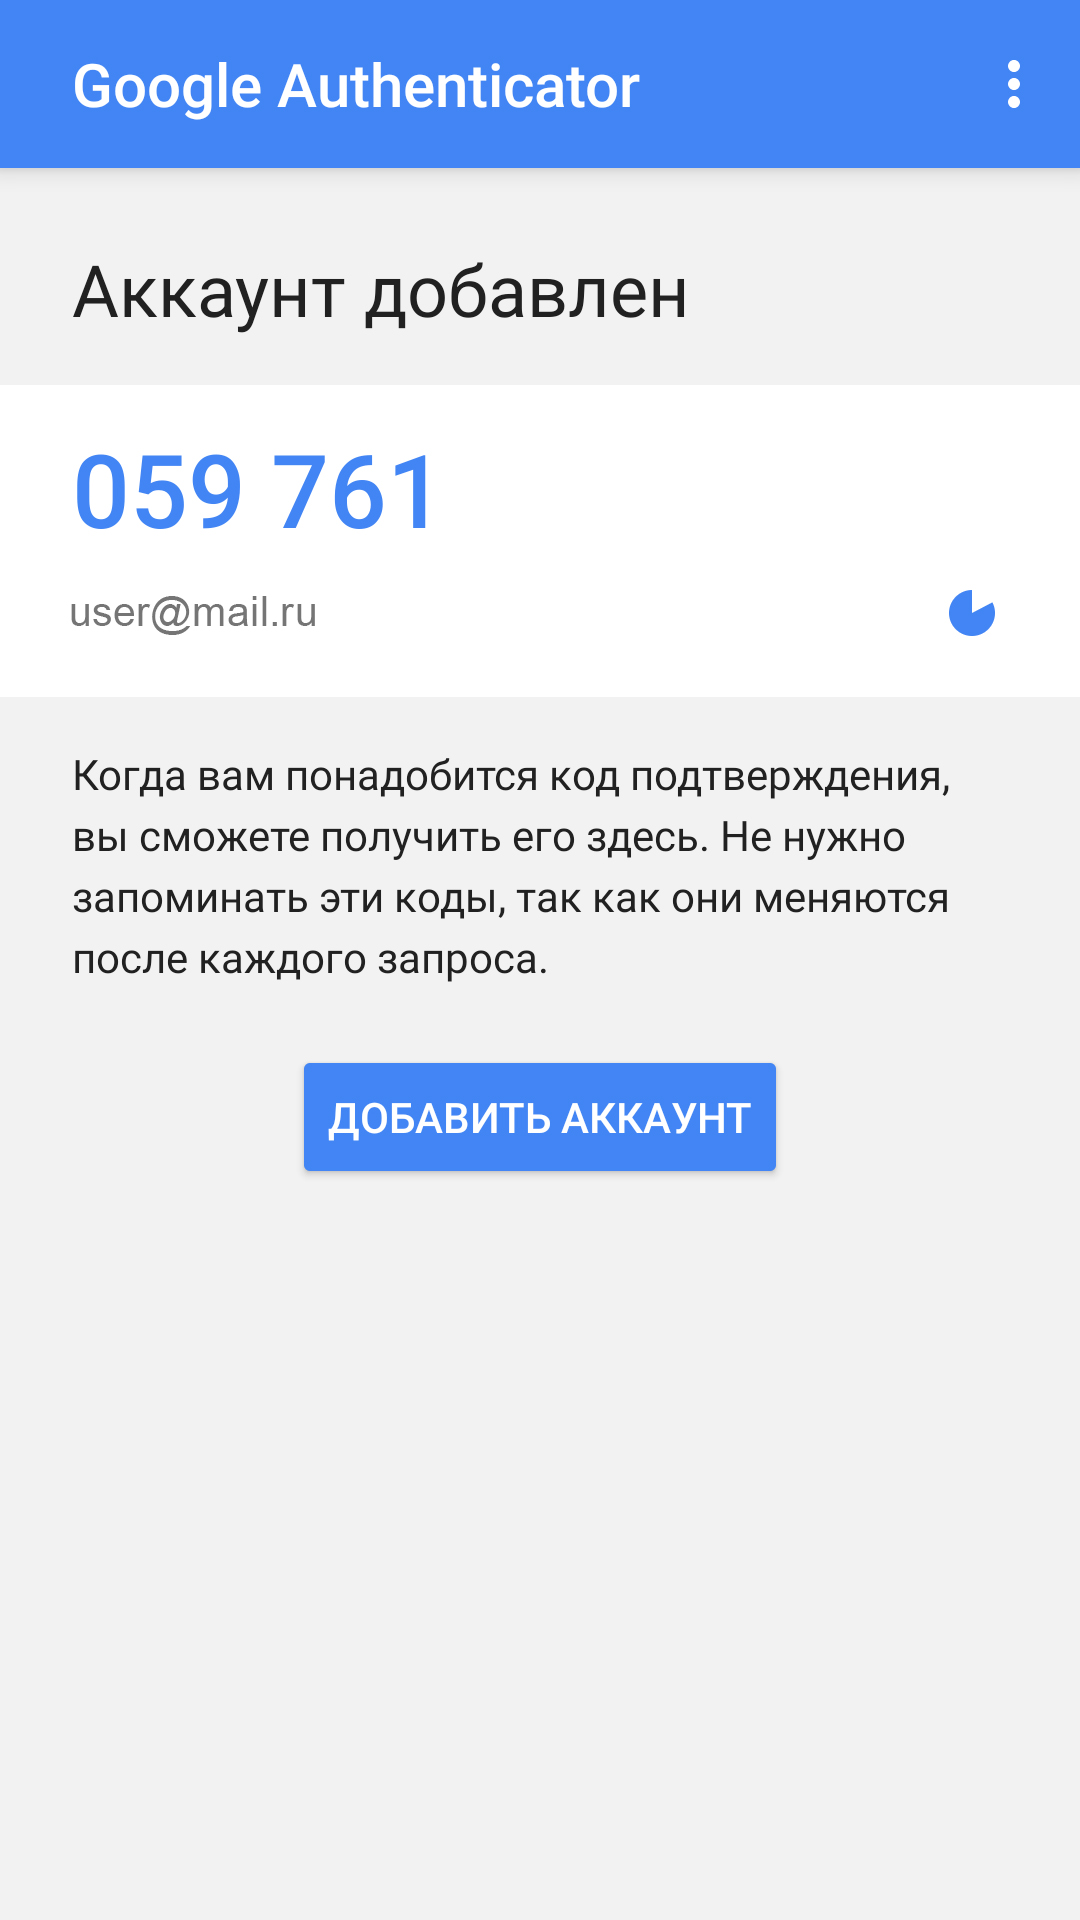 Google Authenticator
Аккаунт добавлен
059 761
user@mail.ru
Когда вам понадобится код подтверждения,
вы сможете получить его здесь. Не нужно
запоминать эти коды, так как они меняются
после каждого запроса.
ДОБАВИТЬ АККАУНТ